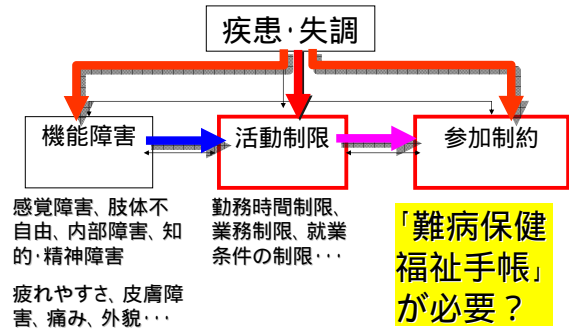 疾患・失調
機能障害
活動制限
参加制約
感覚障害、肢体不
自由、内部障害、知
的・精神障害
疲れやすさ、皮膚障
害、痛み、外貌・・・
勤務時間制限、
業務制限、就業
条件の制限・・・
「難病保健
福祉手帳」
が必要？